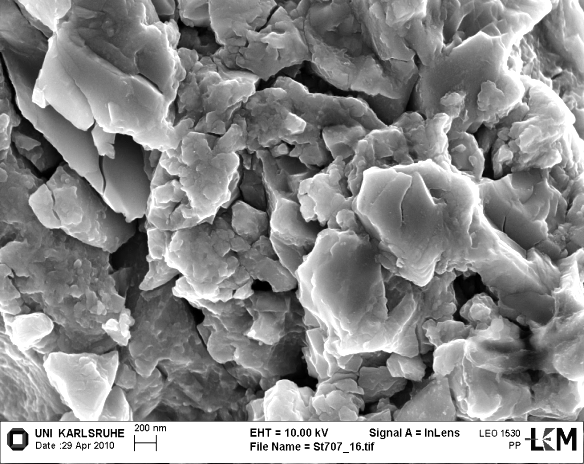 UNI KARLSRUHE
Date :29 Apr 2010
200 nm
EHT = 10.00 kV
Signal A = InLens
File Name = St707_16.tif
LEO 1530
PP
LKM